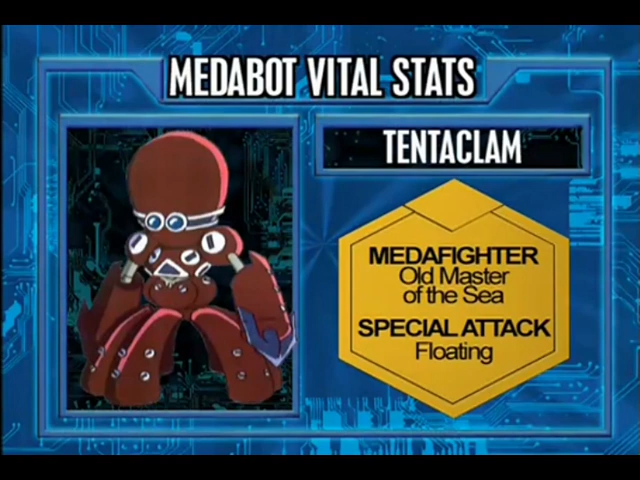 MEDABOT VITAL STATS
TENTACLAM
MEDAFIGHTER
Old Master
of the Sea
SPECIAL ATTACK
Floating